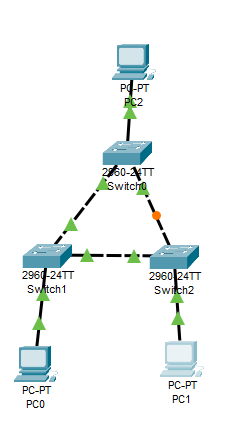 PC-PT
PC2
2960-24TT
Switch0
2960-24TT
Switch1
2960-24TT
Switch2
PC-PT
PC0
PC-PT
PC1